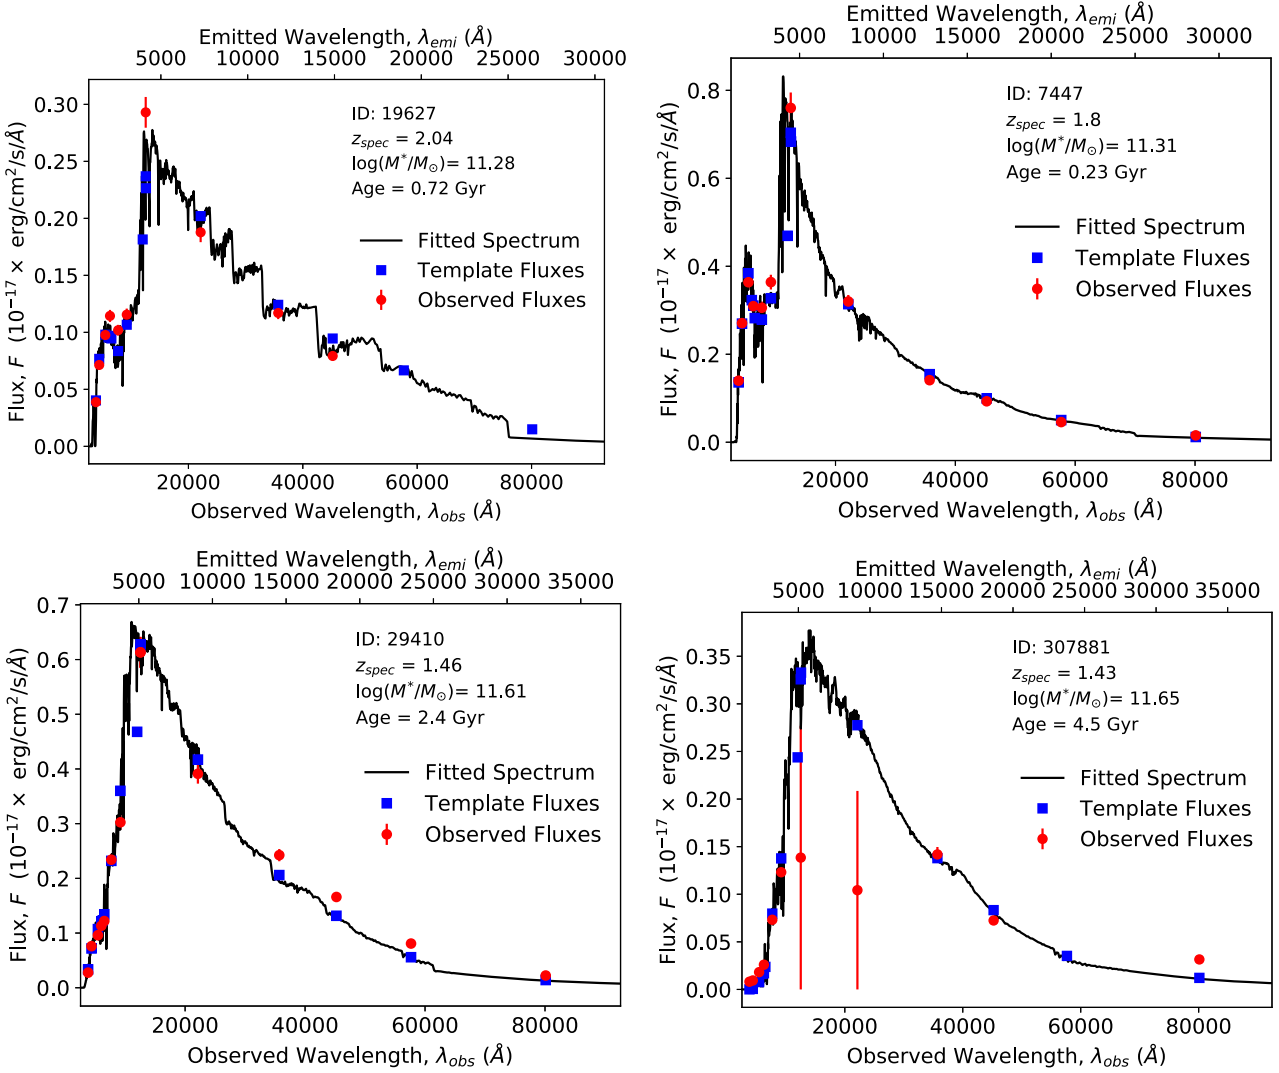 Emitted Wavelength, λemi (Å)
5000 10000 15000 20000 25000 30000
0.30
0.25
0.20
0.15
0.10
0.05
0.00
Flux, F (10−17 × erg/cm2/s/Å)
ID: 19627
zspec = 2.04
log(M*/M⊙)= 11.28
Age = 0.72 Gyr
Fitted Spectrum
Template Fluxes
Observed Fluxes
20000 40000 60000 80000
Observed Wavelength, λobs (Å)
Emitted Wavelength, λemi (Å)
5000 10000 15000 20000 25000 30000
0.8
0.6
0.4
0.2
0.0
Flux, F (10−17 × erg/cm2/s/Å)
ID: 7447
zspec = 1.8
log(M*/M⊙)= 11.31
Age = 0.23 Gyr
Fitted Spectrum
Template Fluxes
Observed Fluxes
20000 40000 60000 80000
Observed Wavelength, λobs (Å)
Emitted Wavelength, λemi (Å)
5000 10000 15000 20000 25000 30000 35000
0.7
0.6
0.5
0.4
0.3
0.2
0.1
0.0
Flux, F (10−17 × erg/cm2/s/Å)
ID: 29410
zspec = 1.46
log(M*/M⊙)= 11.61
Age = 2.4 Gyr
Fitted Spectrum
Template Fluxes
Observed Fluxes
20000 40000 60000 80000
Observed Wavelength, λobs (Å)
Emitted Wavelength, λemi (Å)
5000 10000 15000 20000 25000 30000 35000
0.35
0.30
0.25
0.20
0.15
0.10
0.05
0.00
Flux, F (10−17 × erg/cm2/s/Å)
ID: 307881
zspec = 1.43
log(M*/M⊙)= 11.65
Age = 4.5 Gyr
Fitted Spectrum
Template Fluxes
Observed Fluxes
20000 40000 60000 80000
Observed Wavelength, λobs (Å)